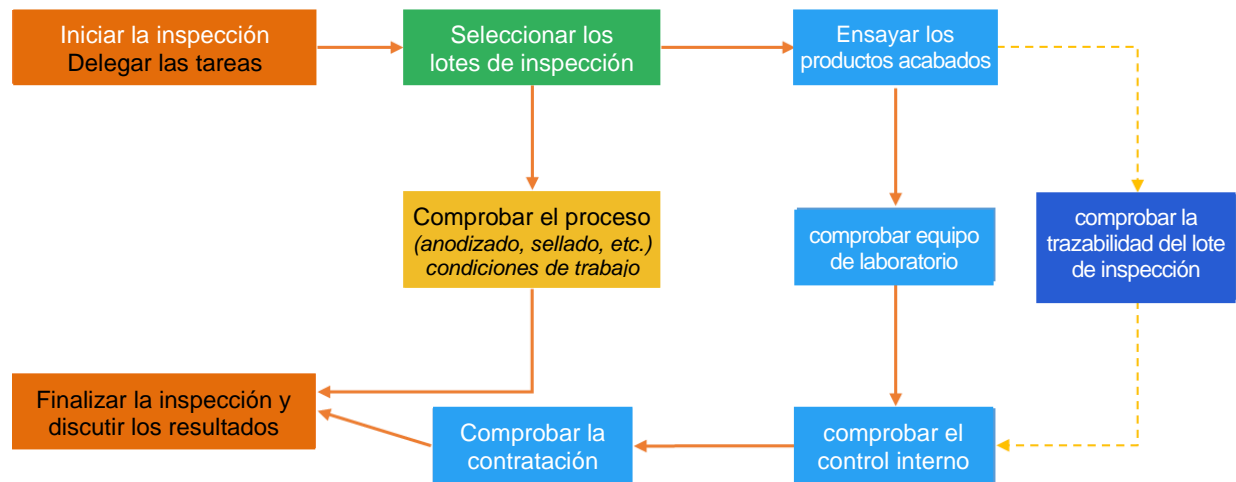 Iniciar la inspección
Delegar las tareas
Seleccionar los
lotes de inspección
Ensayar los
productos acabados
Comprobar el proceso
(anodizado, sellado, etc.)
condiciones de trabajo
comprobar equipo
de laboratorio
comprobar la
trazabilidad del lote
de inspección
Finalizar la inspección y
discutir los resultados
Comprobar la
contratación
comprobar el
control interno